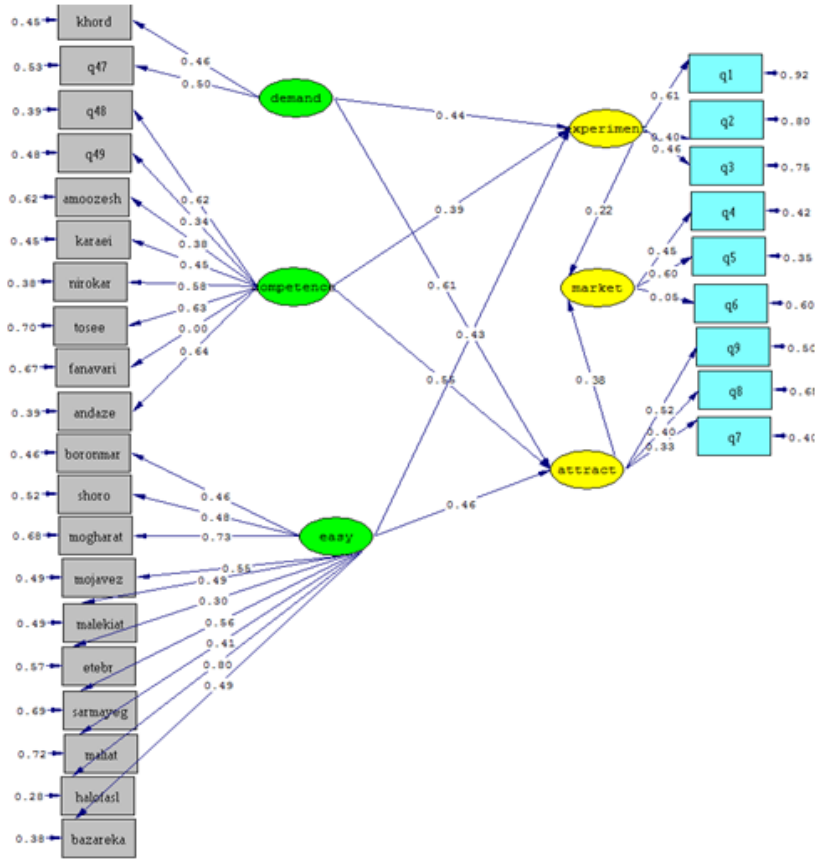 0.45 khord
0.53 q47
0.39 q48
0.48 q49
0.62 amoozesh
0.45 karaei
0.38 nirokar
0.70 tosee
0.67 fanavari
0.39 andaze
0.46 boronmar
0.52 shoro
0.68 mogharat
0.49 mojavez
0.49 malekiat
0.57 etebr
0.69 sarmayeg
0.72 mahat
0.28 halofasl
0.38 bazareka
0.46
0.50
0.62
0.34
0.38
0.45
0.58
0.63
0.00
0.64
0.46
0.48
0.73
0.55
0.49
0.30
0.56
0.41
0.80
0.49
demand
ompetenc
easy
0.44
0.39
0.61
0.43
0.55
0.46
xperimen
market
attract
0.22
0.38
0.61
0.40
0.46
0.45
0.60
0.05
0.52
0.40
0.33
q1 0.92
q2 0.80
q3 0.75
q4 0.42
q5 0.35
q6 0.60
q9 0.50
q8 0.68
q7 0.40